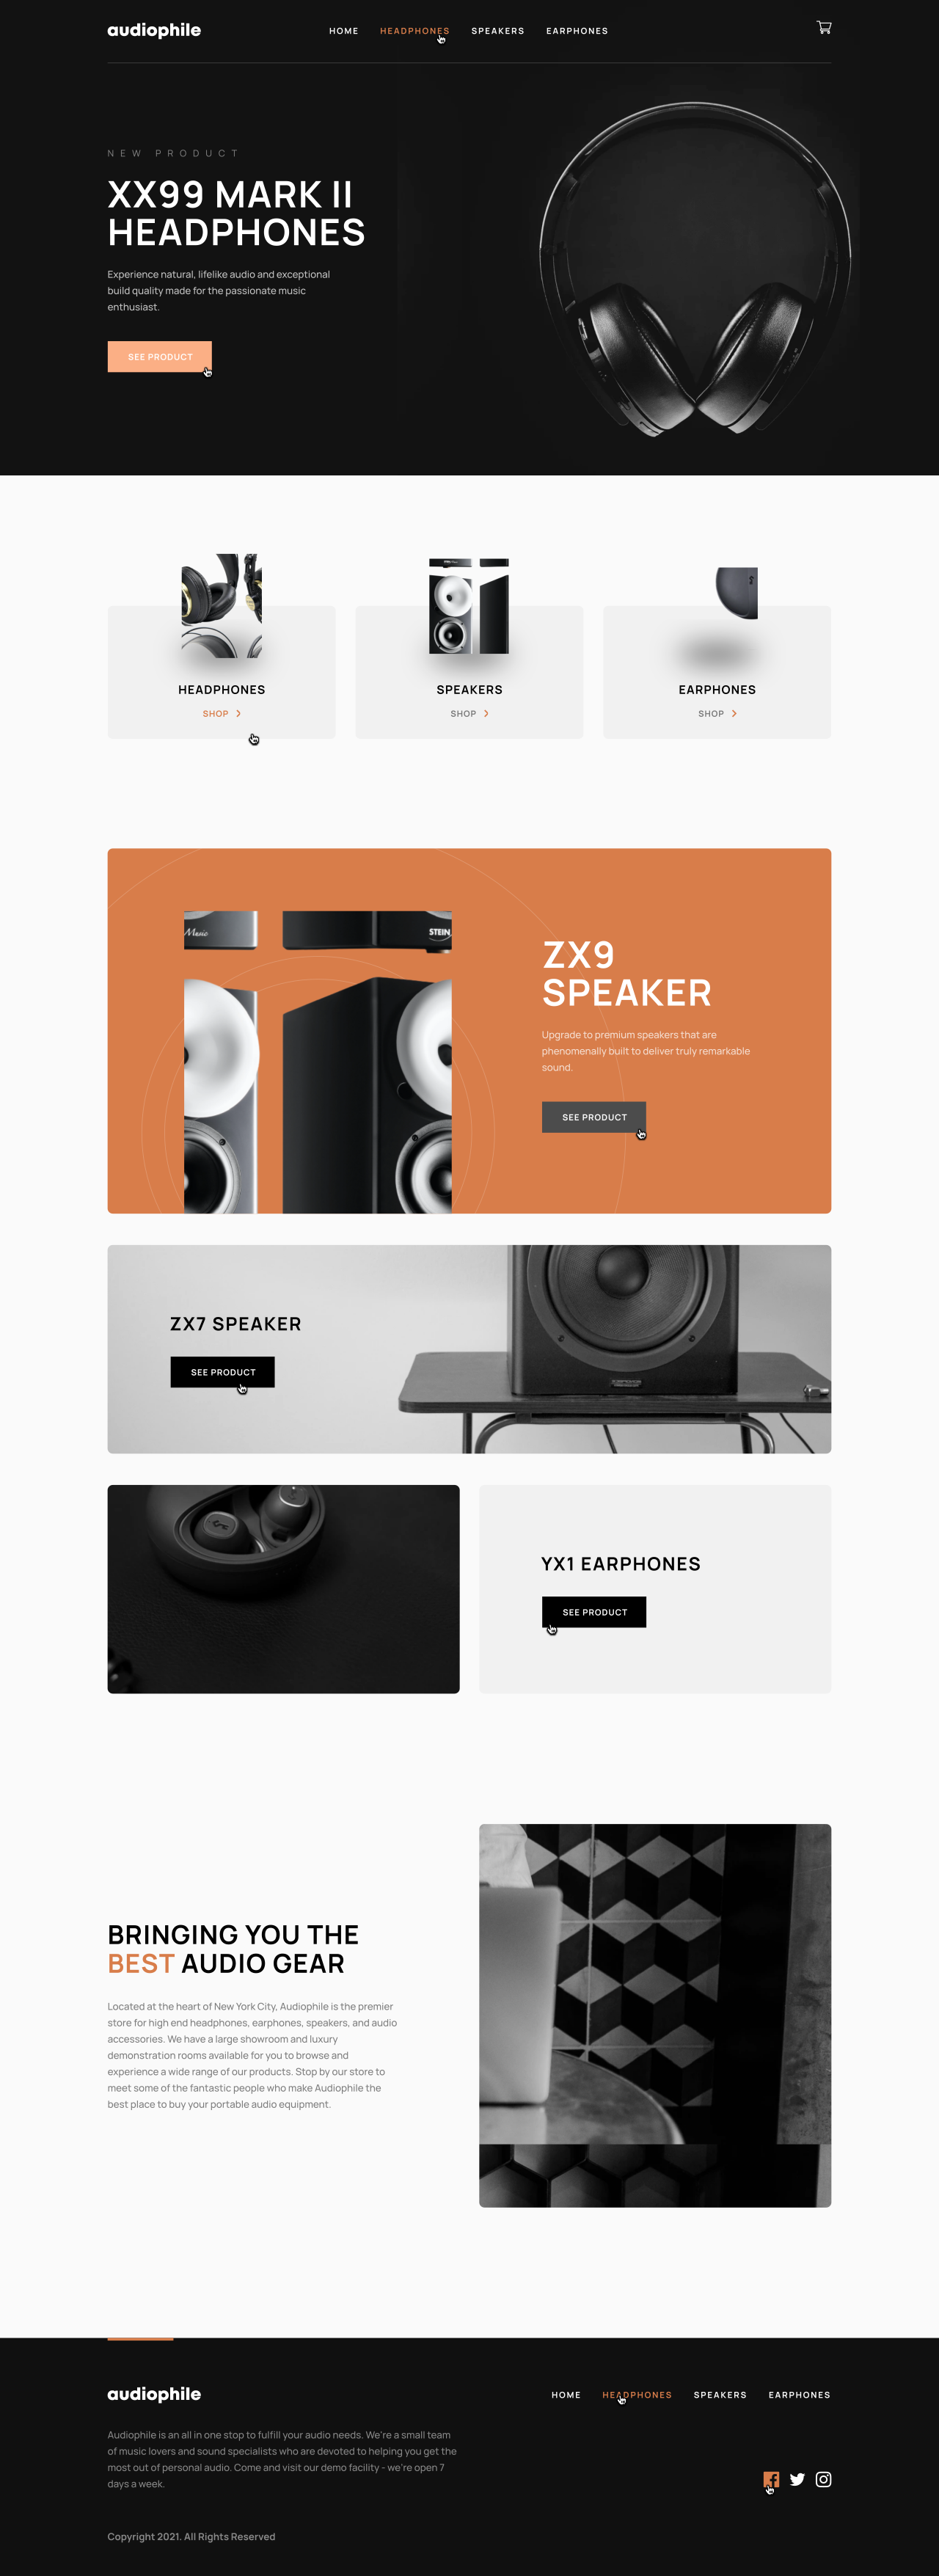 audiophile
HOME HEADPHONES SPEAKERS EARPHONES
NEW PRODUCT
XX99 MARK II
HEADPHONES
Experience natural, lifelike audio and exceptional
build quality made for the passionate music
enthusiast.
SEE PRODUCT
HEADPHONES
SHOP
SPEAKERS
SHOP
EARPHONES
SHOP
Music
STEIN
ZX9
SPEAKER
Upgrade to premium speakers that are
phenomenally built to deliver truly remarkable
sound.
SEE PRODUCT
ZX7 SPEAKER
SEE PRODUCT
YX1 EARPHONES
SEE PRODUCT
BRINGING YOU THE
BEST AUDIO GEAR
Located at the heart of New York City, Audiophile is the premier
store for high end headphones, earphones, speakers, and audio
accessories. We have a large showroom and luxury
demonstration rooms available for you to browse and
experience a wide range of our products. Stop by our store to
meet some of the fantastic people who make Audiophile the
best place to buy your portable audio equipment.
audiophile
HOME HEADPHONES SPEAKERS EARPHONES
Audiophile is an all in one stop to fulfill your audio needs. We're a small team
of music lovers and sound specialists who are devoted to helping you get the
most out of personal audio. Come and visit our demo facility - we're open 7
days a week.
Copyright 2021. All Rights Reserved